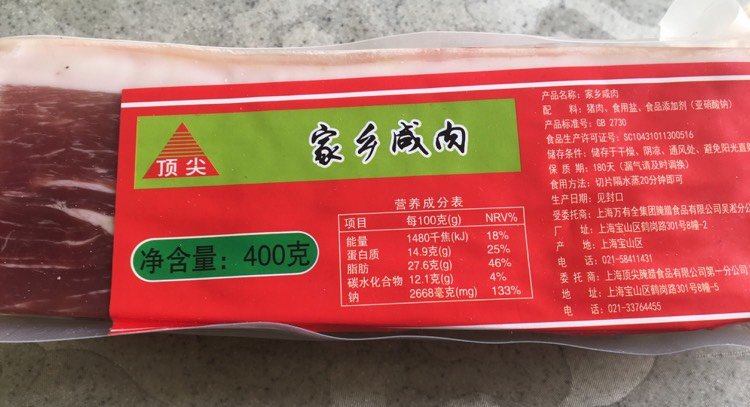 顶尖
家乡咸肉
净含量：400克
营养成分表
项目 每100克(g) NRV%
能量 1480千焦(kJ) 18%
蛋白质 14.9克(g) 25%
脂肪 27.6克(g) 46%
碳水化合物 12.1克(g) 4%
钠 2668毫克(mg) 133%
产品名称：家乡咸肉
配 料：猪肉、食用盐、食品添加剂（亚硝酸钠）
产品标准号：GB 2730
食品生产许可证号：SC10431011300516
储存条件：储存于干燥、阴凉、通风处、避免阳光直
保 质 期：180天（漏气请及时调换）
食用方法：切片隔水蒸20分钟即可
生产日期：见封口
受委托商：上海万有全集团腌腊食品有限公司吴淞分公
厂 址：上海宝山区鹤岗路301号8幢-2
产 地：上海宝山区
电 话：021-58411431
委 托 商：上海顶尖腌腊食品有限公司第一分公司
地 址：上海宝山区鹤岗路301号8幢-5
电 话：021-33764455